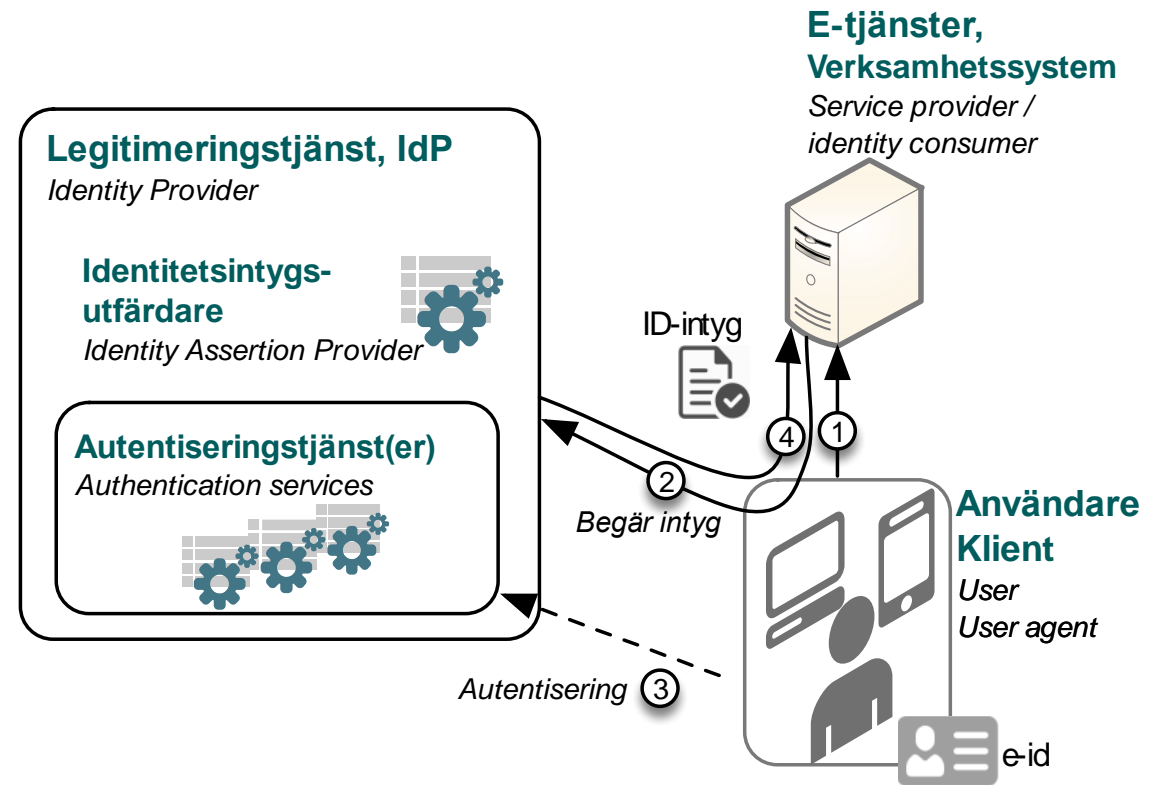 E-tjänster,
Verksamhetssystem
Service provider /
identity consumer
Legitimeringstjänst, IdP
Identity Provider
Identitetsintygs-
utfärdare
Identity Assertion Provider
ID-intyg
Autentiseringstjänst(er)
Authentication services
4
1
2
Begär intyg
Användare
Klient
User
User agent
Autentisering 3
e-id